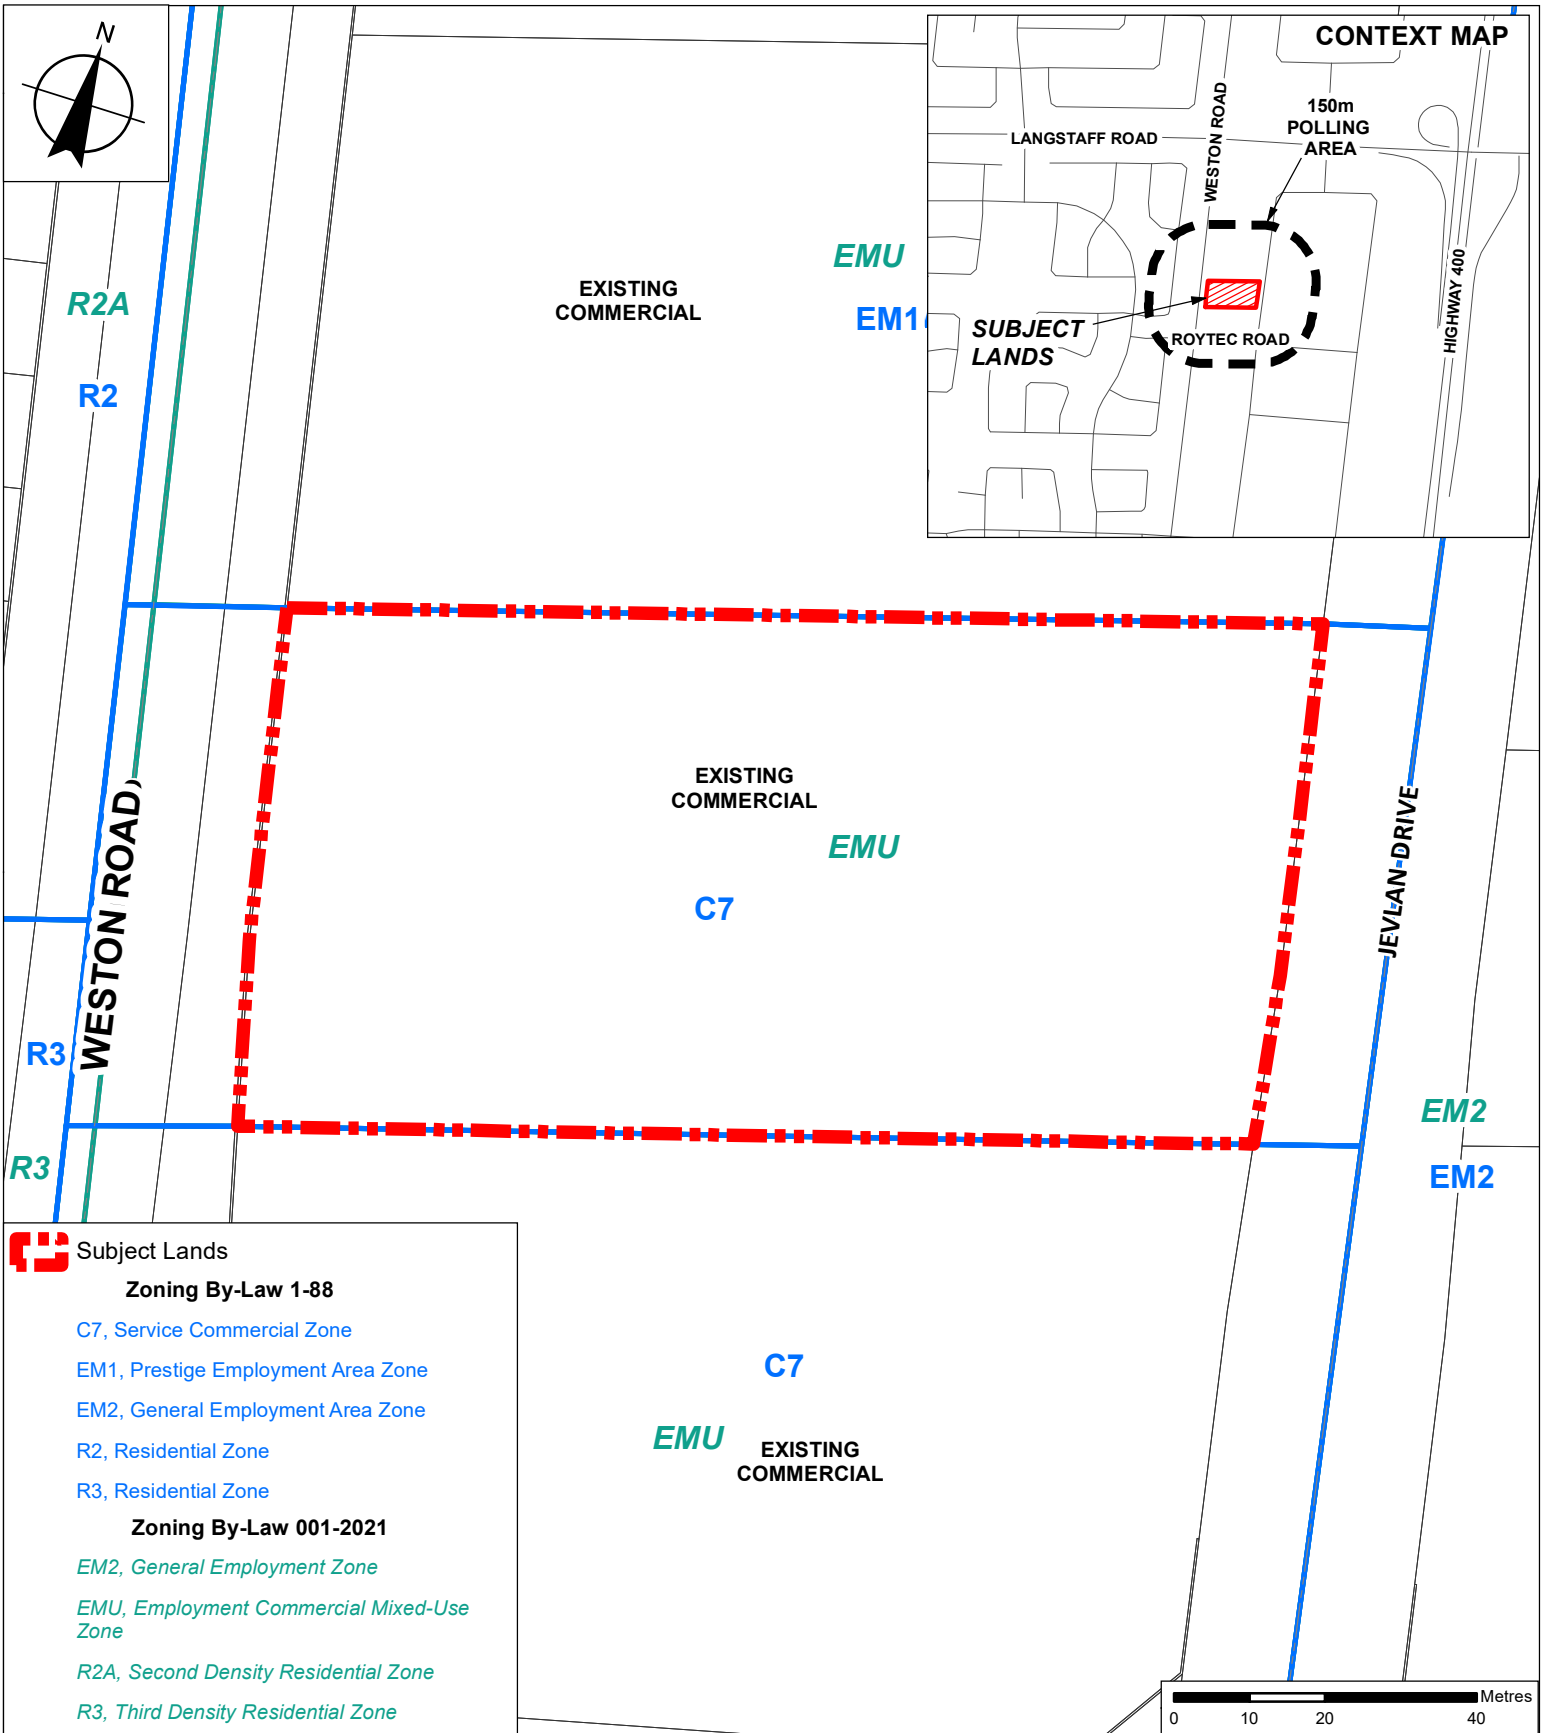 N
CONTEXT MAP
WESTON ROAD
150m
POLLING
AREA
LANGSTAFF ROAD
HIGHWAY 400
SUBJECT
LANDS
ROYTEC ROAD
EMU
EXISTING
COMMERCIAL
EM1
R2A
R2
EXISTING
COMMERCIAL
EMU
C7
WESTON ROAD
JEVLAN DRIVE
R3
R3
EM2
EM2
C7
EMU
EXISTING
COMMERCIAL
Subject Lands
Zoning By-Law 1-88
C7, Service Commercial Zone
EM1, Prestige Employment Area Zone
EM2, General Employment Area Zone
R2, Residential Zone
R3, Residential Zone
Zoning By-Law 001-2021
EM2, General Employment Zone
EMU, Employment Commercial Mixed-Use
Zone
R2A, Second Density Residential Zone
R3, Third Density Residential Zone
Metres
0 10 20 40